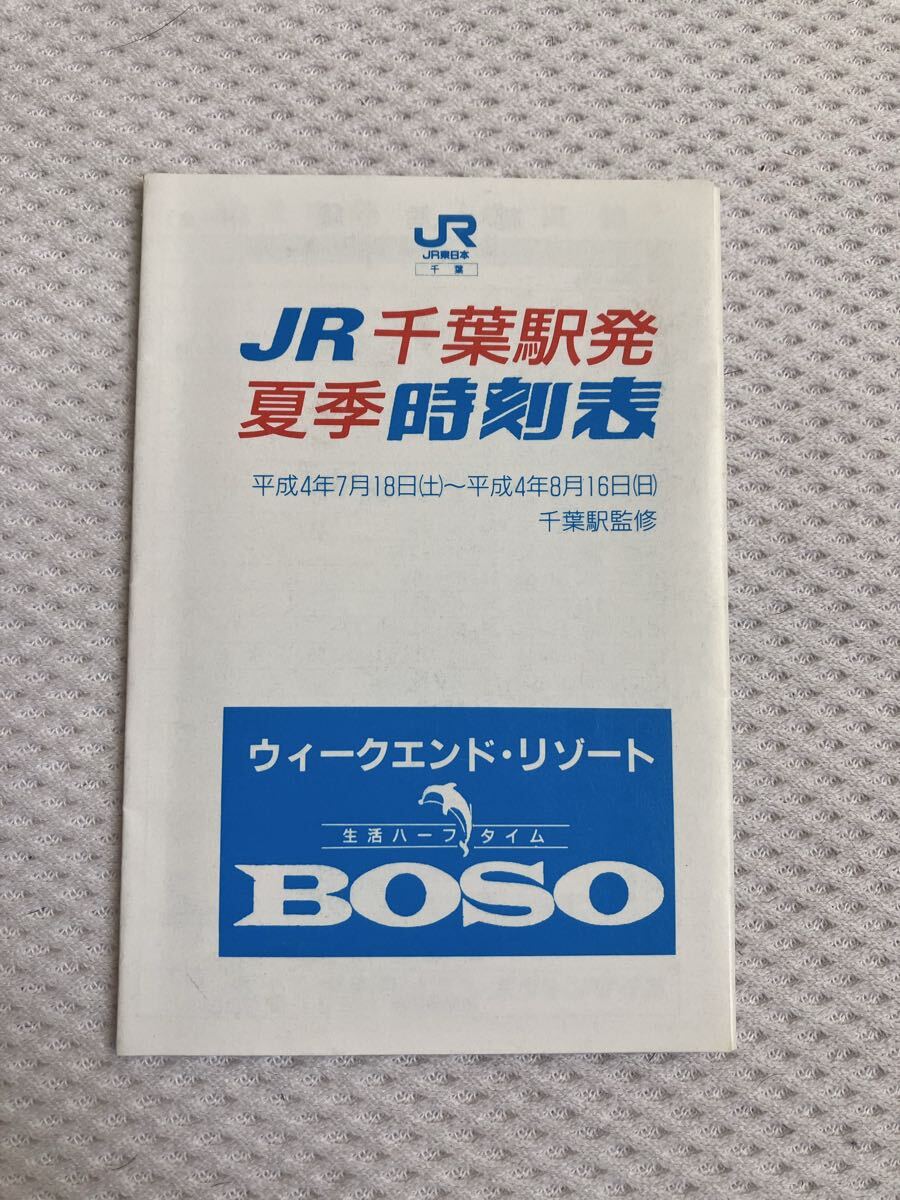 JR
JR東日本
千葉
JR千葉駅発
夏季時刻表
平成4年7月18日(土)～平成4年8月16日(日)
千葉駅監修
ウィークエンド・リゾート
生活ハーフタイム
BOSO